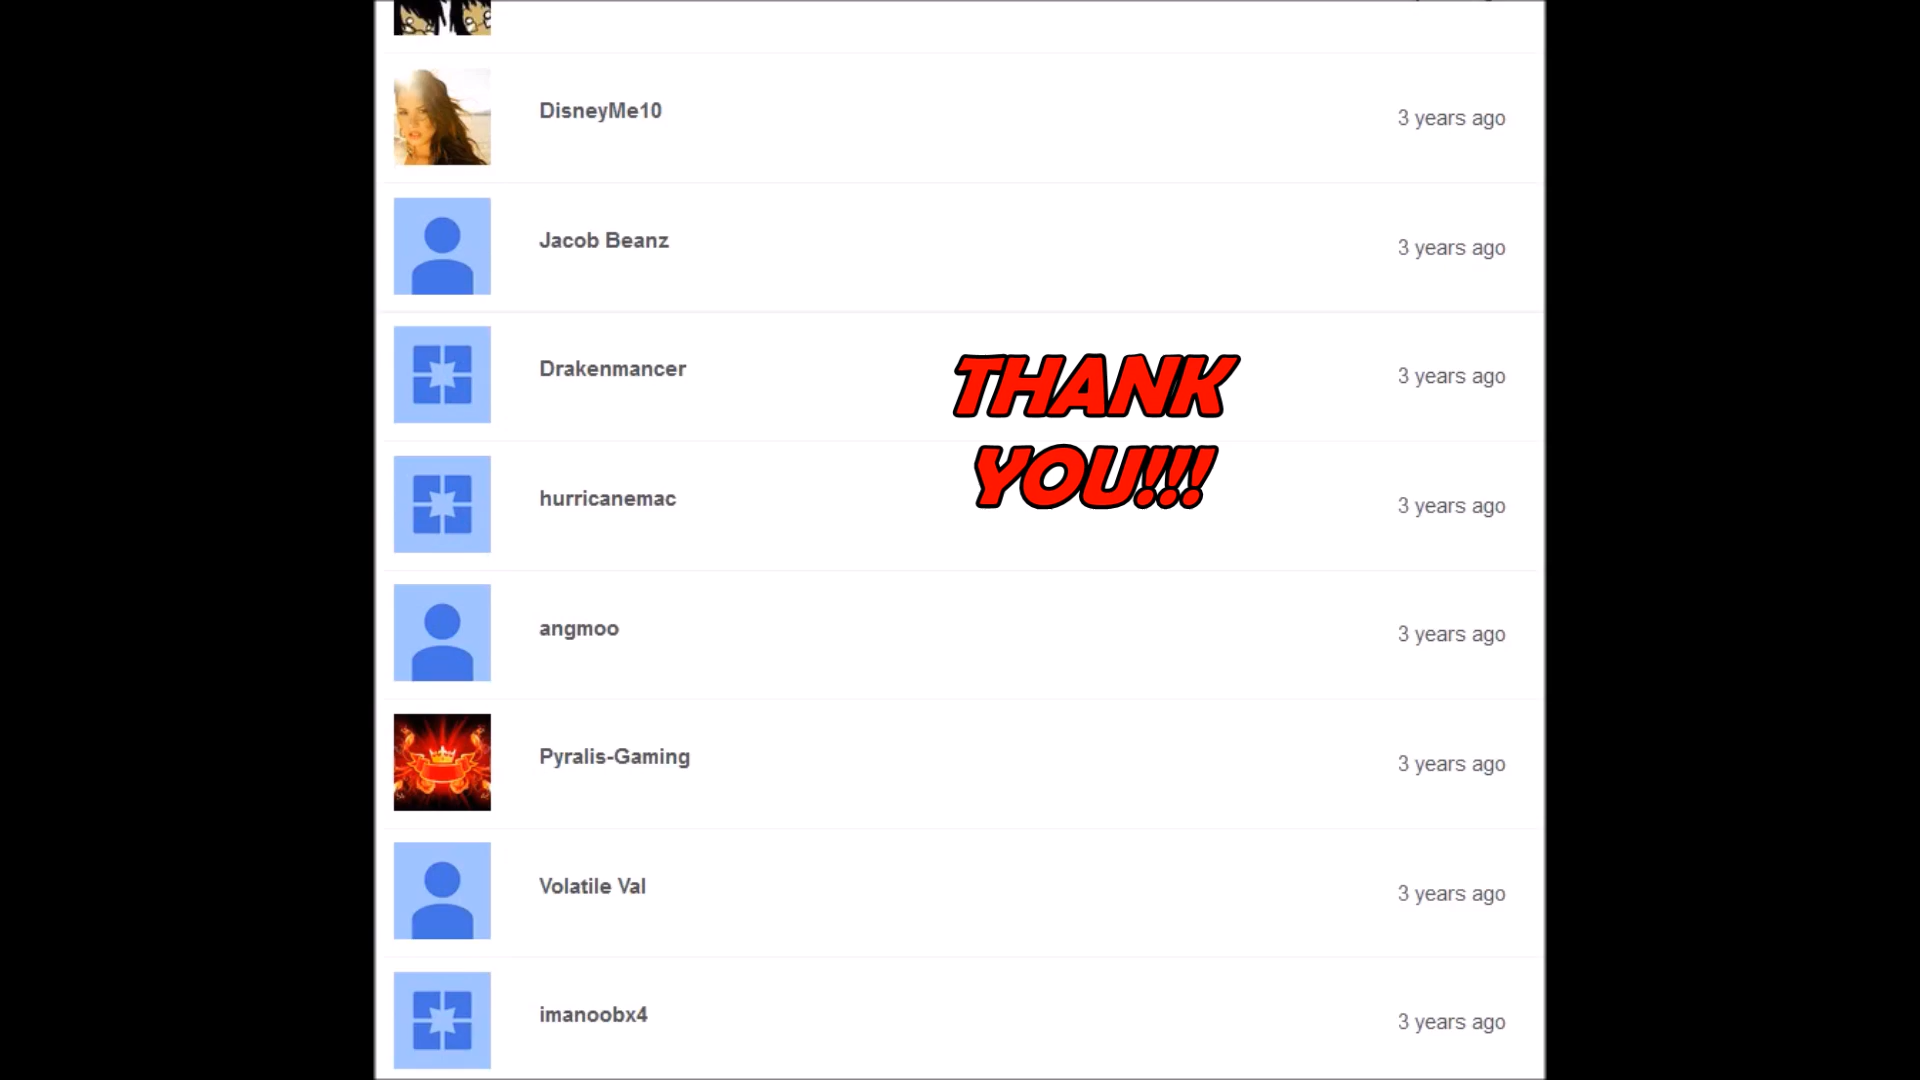 DisneyMe10
3 years ago
Jacob Beanz
3 years ago
Drakenmancer
3 years ago
THANK
YOU!!!
hurricanemac
3 years ago
angmoo
3 years ago
Pyralis-Gaming
3 years ago
Volatile Val
3 years ago
imanoobx4
3 years ago